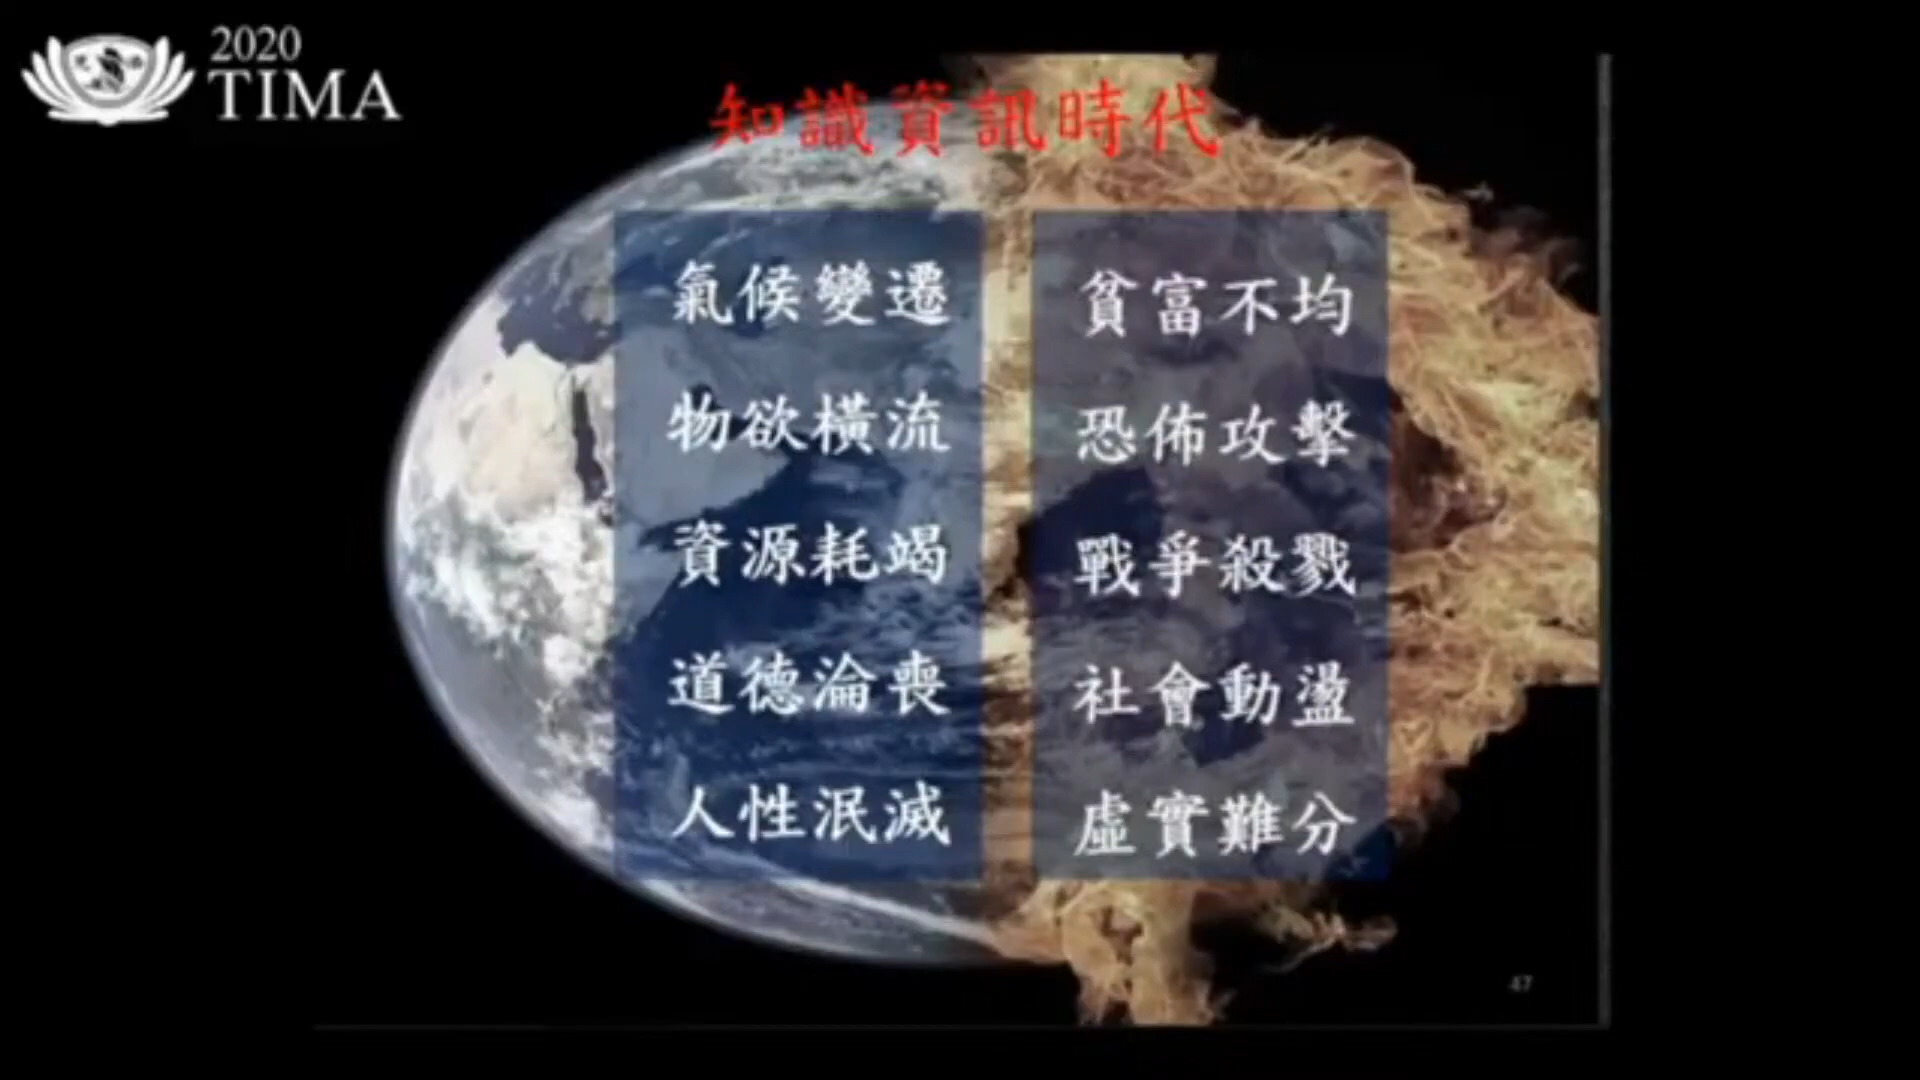 2020
TIMA
知識資訊時代
氣候變遷
物欲橫流
資源耗竭
道德淪喪
人性泯滅
貧富不均
恐佈攻擊
戰爭殺戮
社會動盪
虛實難分
47